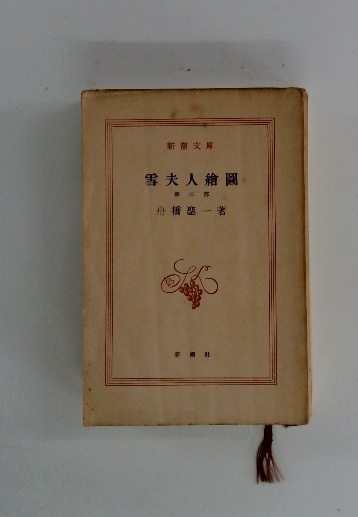 新潮文庫
雪夫人繪圖
第二部
舟橋聖一著
新潮社